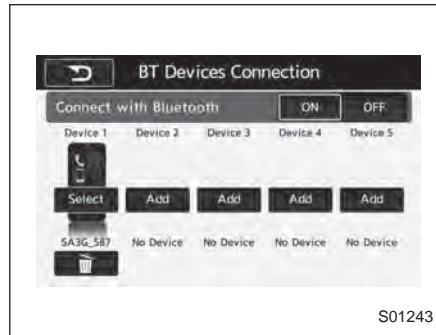 BT Devices Connection
Connect with Bluetooth ON OFF
Device 1 Device 2 Device 3 Device 4 Device 5
Select Add Add Add Add
SA3G_587 No Device No Device No Device No Device
S01243